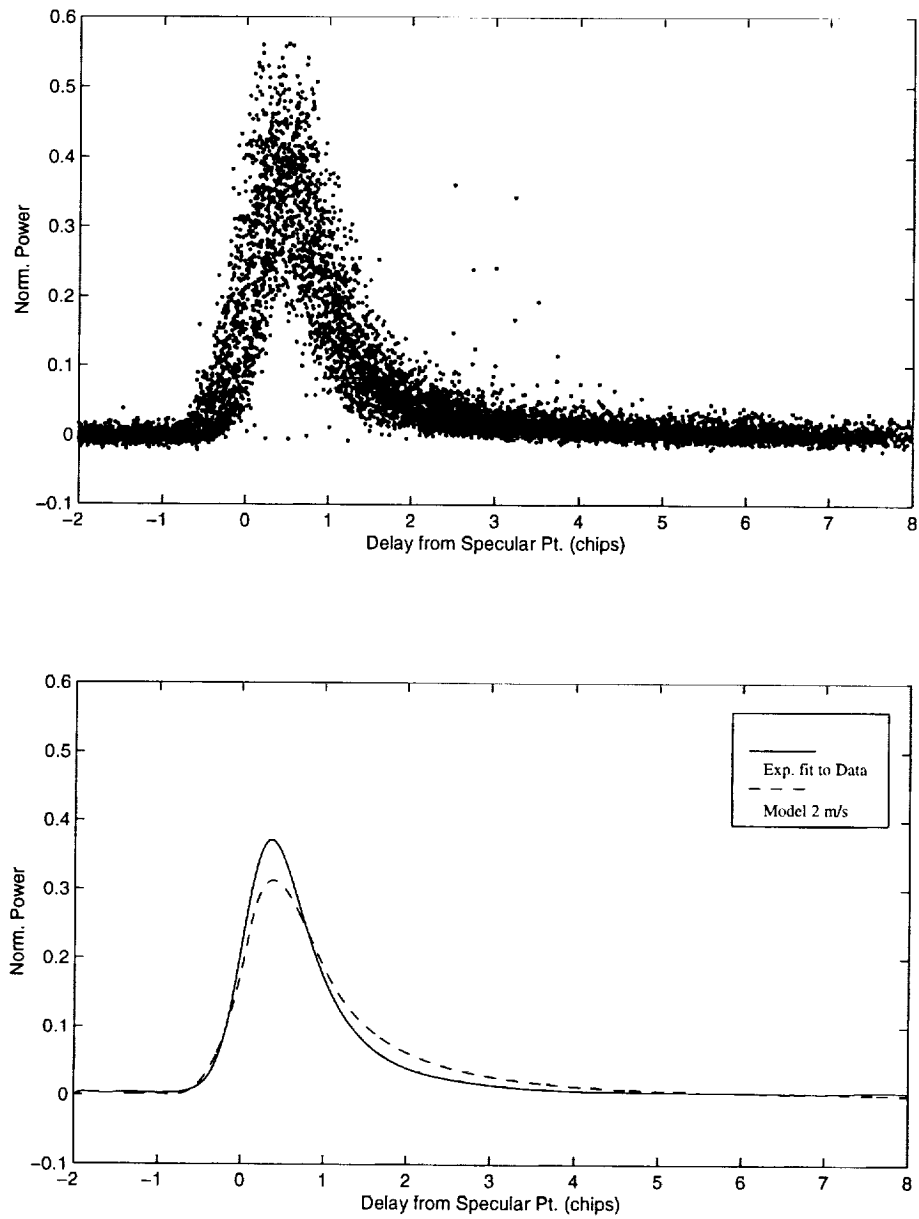 0.6
0.5
0.4
0.3
0.2
0.1
0
−0.1
Norm. Power
−2 −1 0 1 2 3 4 5 6 7 8
Delay from Specular Pt. (chips)
0.6
0.5
0.4
0.3
0.2
0.1
0
−0.1
Norm. Power
Exp. fit to Data
Model 2 m/s
−2 −1 0 1 2 3 4 5 6 7 8
Delay from Specular Pt. (chips)